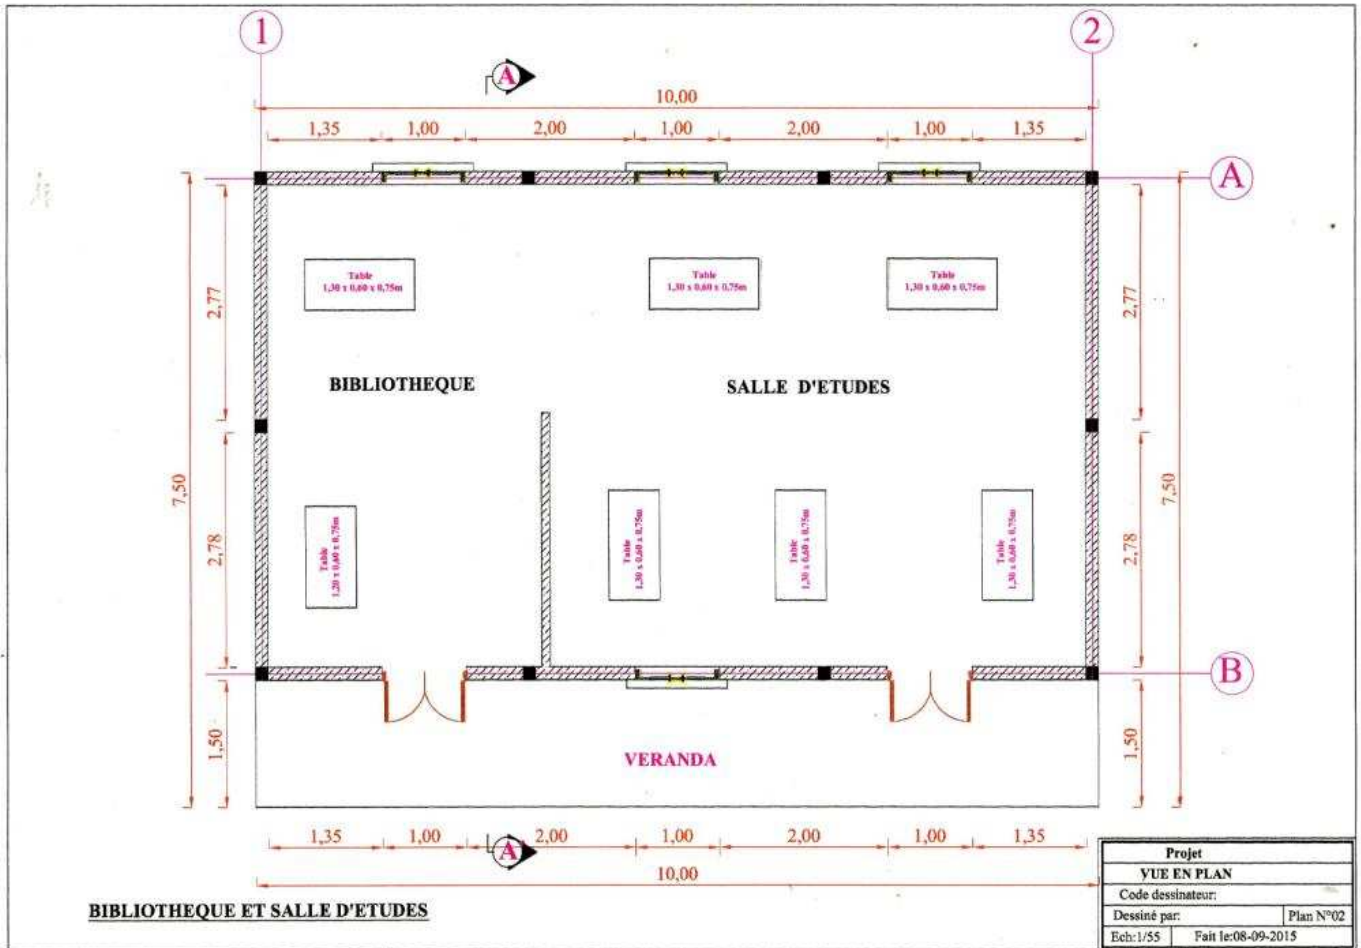 1
2
A
10,00
1,35
1,00
2,00
1,00
2,00
1,00
1,35
A
Table
1,30 x 0,60 x 0,75m
Table
1,30 x 0,60 x 0,75m
Table
1,30 x 0,60 x 0,75m
2,77
2,77
BIBLIOTHEQUE
SALLE D'ETUDES
7,50
7,50
2,78
2,78
Table
1,20 x 0,60 x 0,75m
Table
1,30 x 0,60 x 0,75m
Table
1,30 x 0,60 x 0,75m
Table
1,30 x 0,60 x 0,75m
B
1,50
1,50
VERANDA
1,35
1,00
2,00
1,00
2,00
1,00
1,35
A
10,00
BIBLIOTHEQUE ET SALLE D'ETUDES
Projet
VUE EN PLAN
Code dessinateur:
Dessiné par:
Plan N°02
Ech:1/55
Fait le:08-09-2015